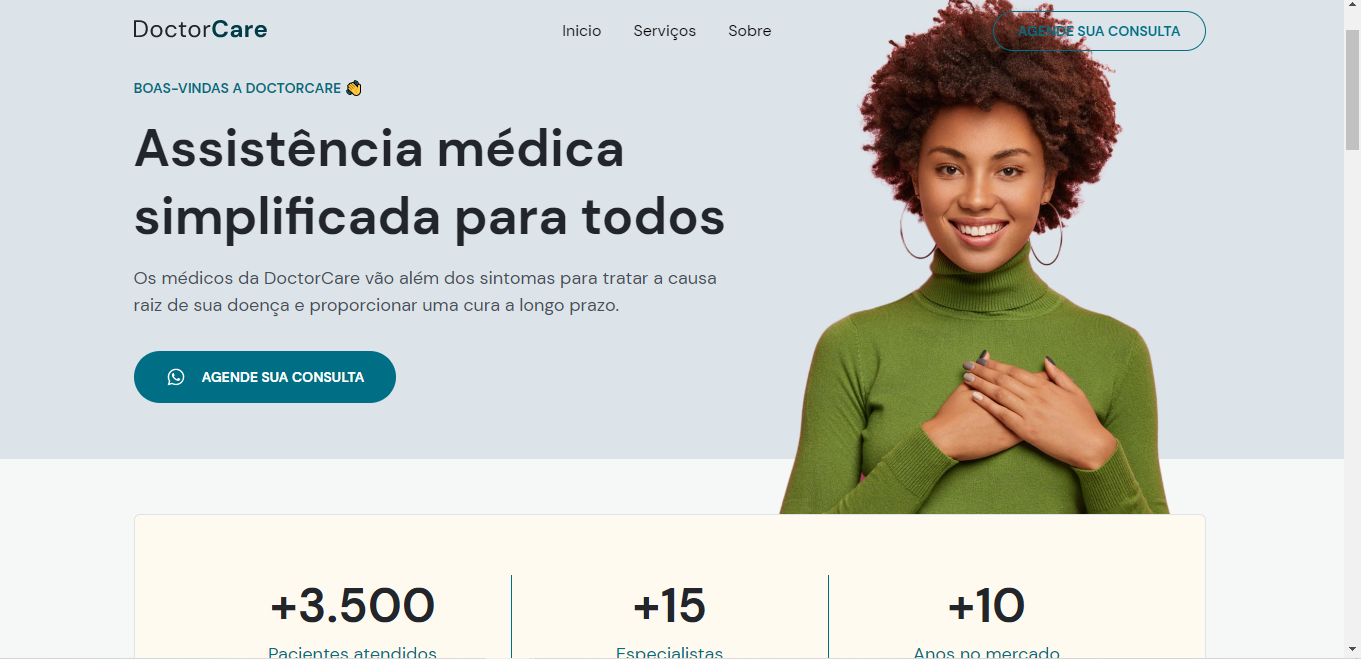 DoctorCare
Inicio Serviços Sobre
AGENDE SUA CONSULTA
BOAS-VINDAS A DOCTORCARE 👏
Assistência médica
simplificada para todos
Os médicos da DoctorCare vão além dos sintomas para tratar a causa
raiz de sua doença e proporcionar uma cura a longo prazo.
AGENDE SUA CONSULTA
+3.500
Pacientes atendidos
+15
Especialistas
+10
Anos no mercado